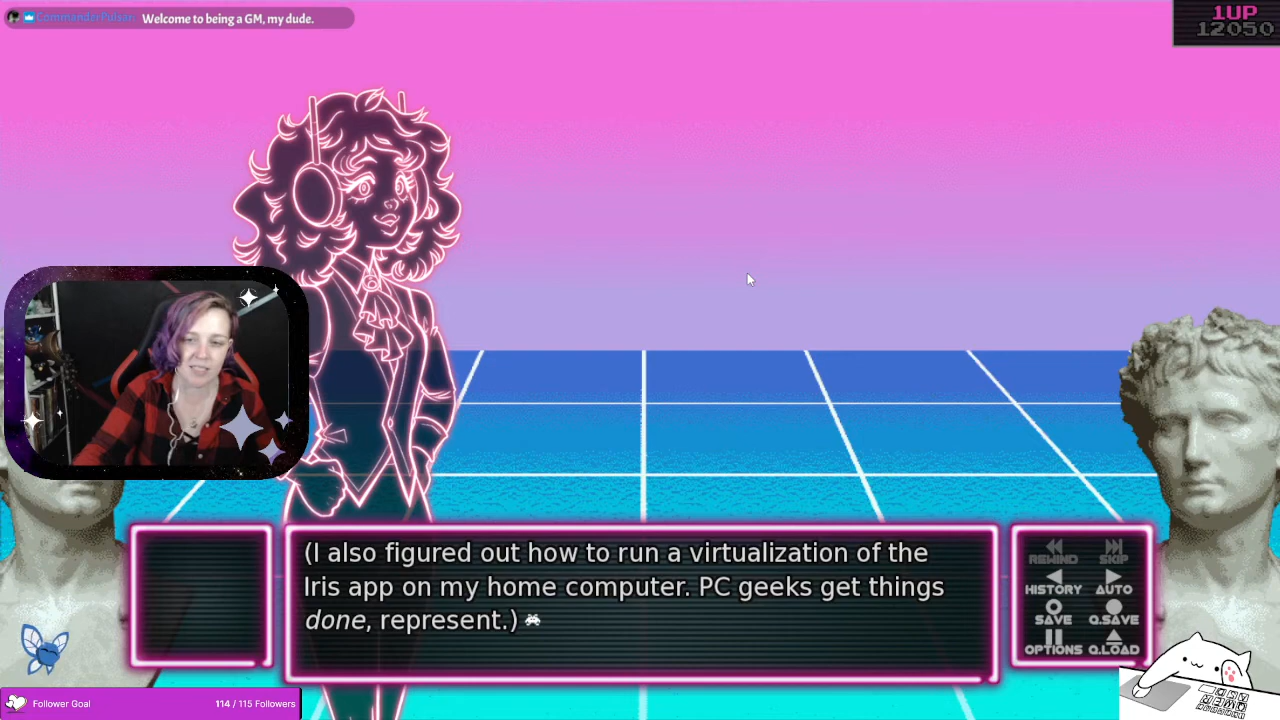 CommanderPulsar: Welcome to being a GM, my dude.
1UP
12050
(I also figured out how to run a virtualization of the
Iris app on my home computer. PC geeks get things
done, represent.)
REWIND SKIP
HISTORY AUTO
SAVE Q.SAVE
OPTIONS Q.LOAD
Follower Goal 114 / 115 Followers